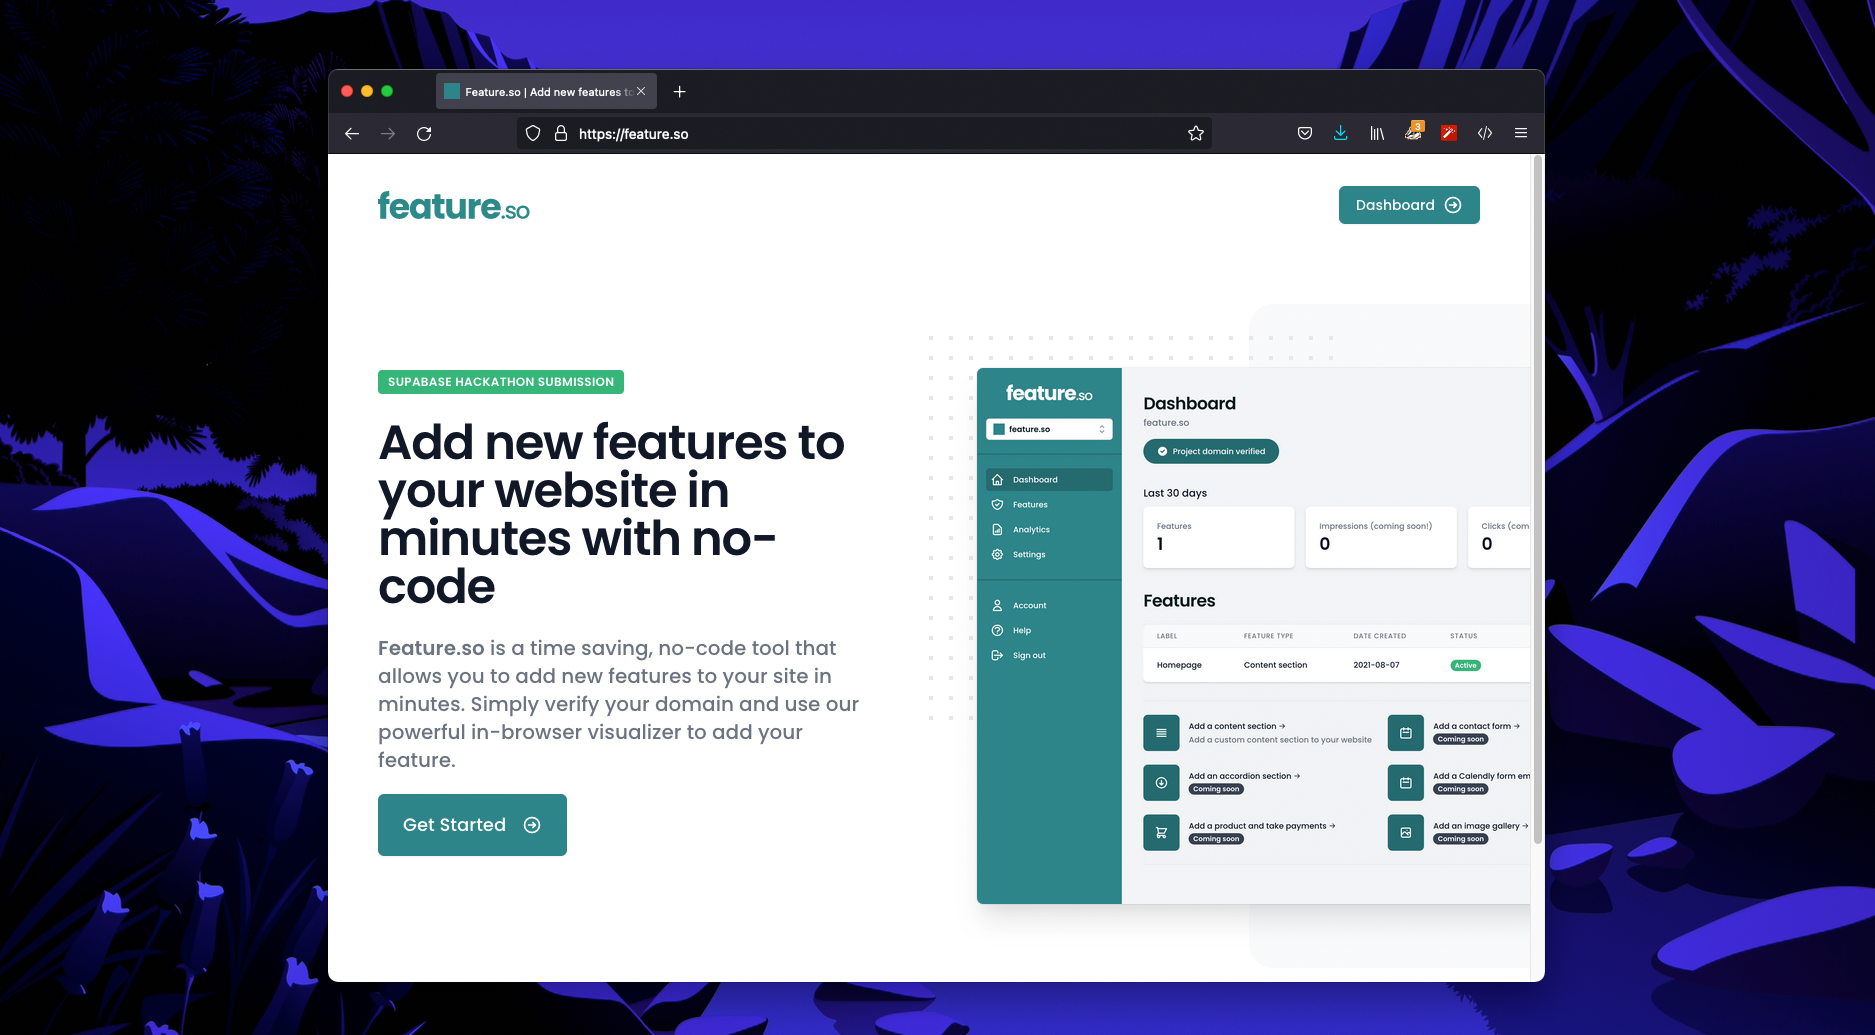 Feature.so | Add new features to
https://feature.so
3
feature.so
Dashboard
SUPABASE HACKATHON SUBMISSION
Add new features to
your website in
minutes with no-
code
Feature.so is a time saving, no-code tool that
allows you to add new features to your site in
minutes. Simply verify your domain and use our
powerful in-browser visualizer to add your
feature.
Get Started
feature.so
feature.so
Dashboard
Features
Analytics
Settings
Account
Help
Sign out
Dashboard
feature.so
Project domain verified
Last 30 days
Features
1
Impressions (coming soon!)
0
Clicks (com
0
Features
LABEL FEATURE TYPE DATE CREATED STATUS
Homepage Content section 2021-08-07 Active
Add a content section →
Add a custom content section to your website
Add a contact form →
Coming soon
Add an accordion section →
Coming soon
Add a Calendly form em
Coming soon
Add a product and take payments →
Coming soon
Add an image gallery →
Coming soon